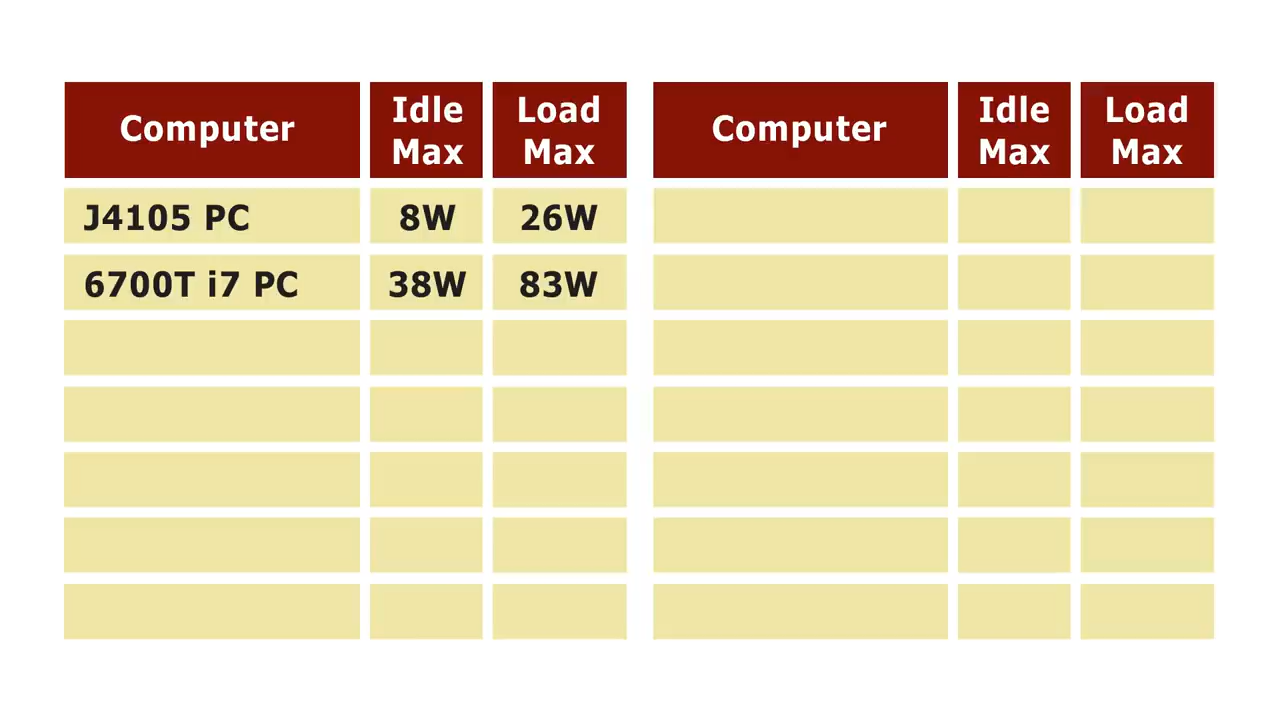 Computer Idle Max Load Max Computer Idle Max Load Max
J4105 PC 8W 26W
6700T i7 PC 38W 83W